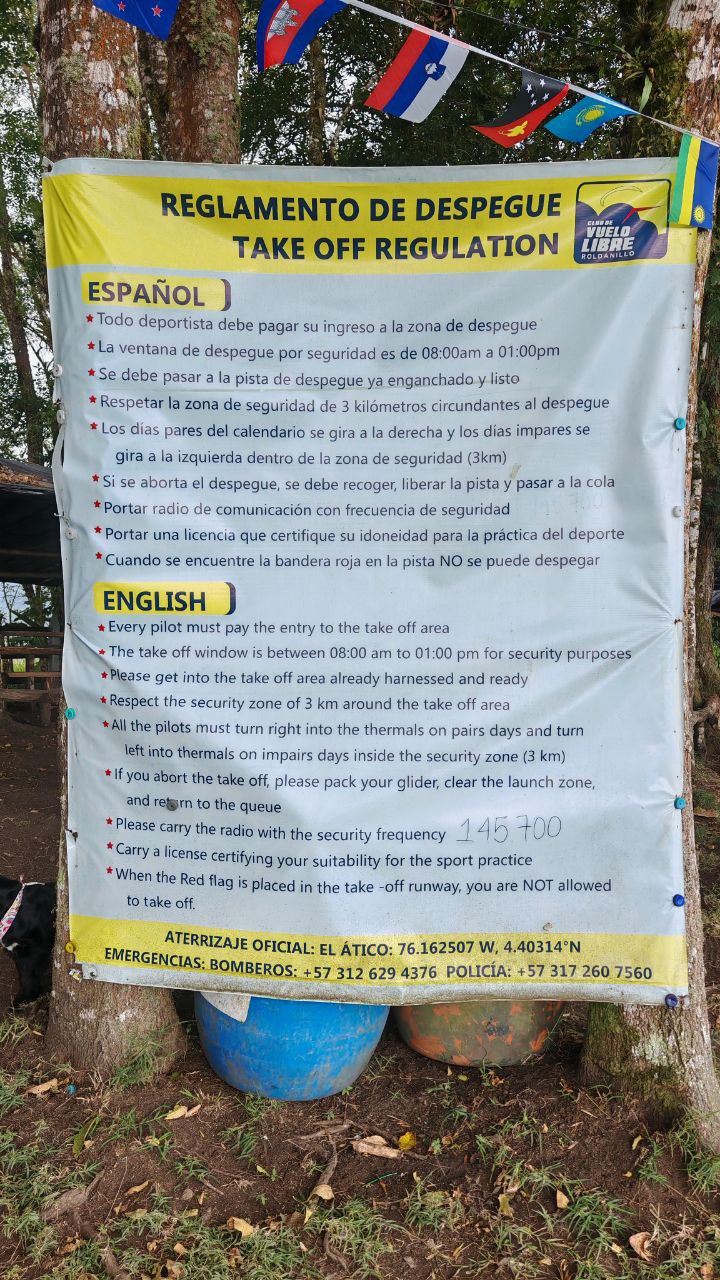 REGLAMENTO DE DESPEGUE
TAKE OFF REGULATION
CLUB DE
VUELO
LIBRE
ROLDANILLO
ESPAÑOL
Todo deportista debe pagar su ingreso a la zona de despegue
La ventana de despegue por seguridad es de 08:00am a 01:00pm
Se debe pasar a la pista de despegue ya enganchado y listo
Respetar la zona de seguridad de 3 kilómetros circundantes al despegue
Los días pares del calendario se gira a la derecha y los días impares se
gira a la izquierda dentro de la zona de seguridad (3km)
Si se aborta el despegue, se debe recoger, liberar la pista y pasar a la cola
Portar radio de comunicación con frecuencia de seguridad
Portar una licencia que certifique su idoneidad para la práctica del deporte
Cuando se encuentre la bandera roja en la pista NO se puede despegar
ENGLISH
Every pilot must pay the entry to the take off area
The take off window is between 08:00 am to 01:00 pm for security purposes
Please get into the take off area already harnessed and ready
Respect the security zone of 3 km around the take off area
All the pilots must turn right into the thermals on pairs days and turn
left into thermals on impairs days inside the security zone (3 km)
If you abort the take off, please pack your glider, clear the launch zone,
and return to the queue
Please carry the radio with the security frequency 145700
Carry a license certifying your suitability for the sport practice
When the Red flag is placed in the take -off runway, you are NOT allowed
to take off.
ATERRIZAJE OFICIAL: EL ÁTICO: 76.162507 W, 4.40314°N
EMERGENCIAS: BOMBEROS: +57 312 629 4376 POLICÍA: +57 317 260 7560